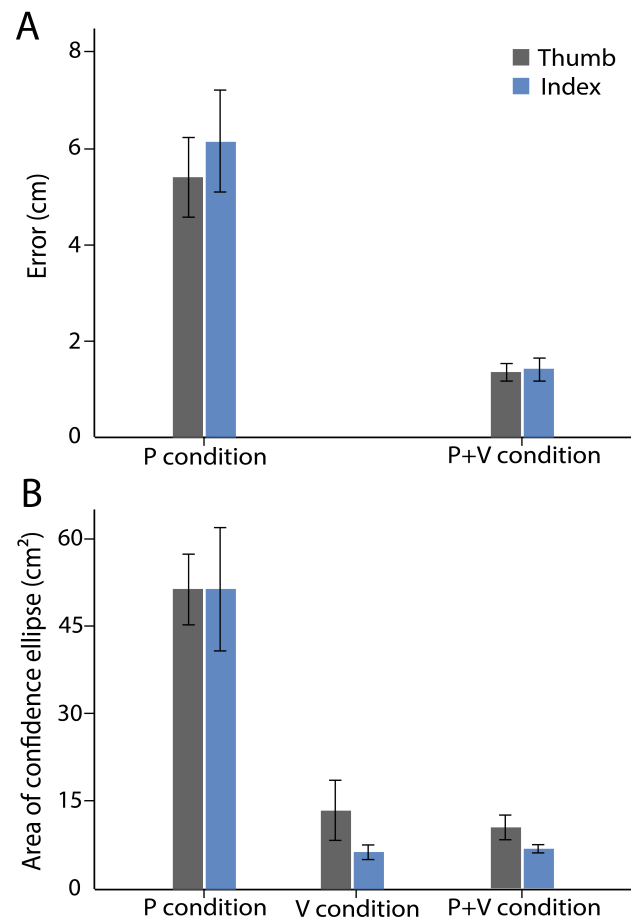 A
8
6
4
2
0
Error (cm)
Thumb
Index
P condition
P+V condition
B
60
45
30
15
0
Area of confidence ellipse (cm²)
P condition
V condition
P+V condition